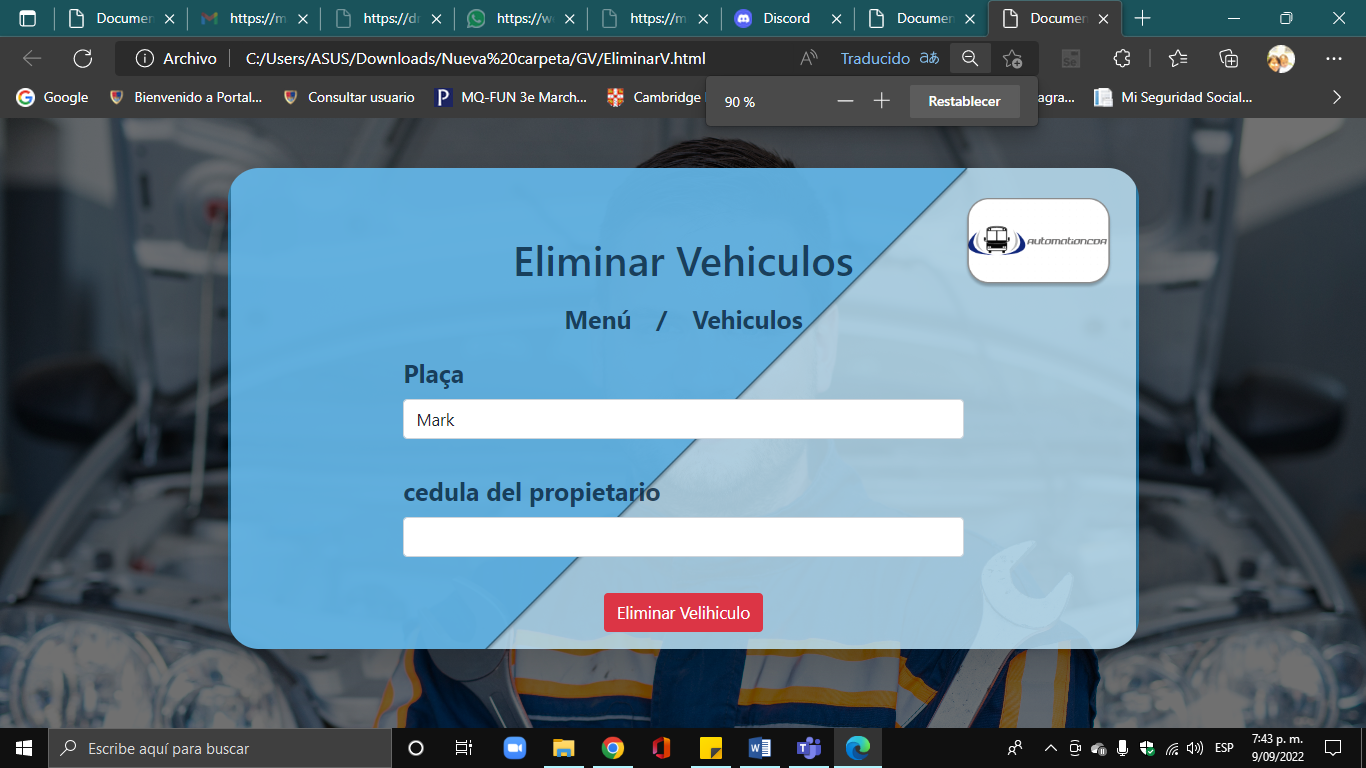 Documen
https://m
https://dr
https://we
https://m
Discord
Documen
Documen
Archivo
C:/Users/ASUS/Downloads/Nueva%20carpeta/GV/EliminarV.html
Traducido
Google
Bienvenido a Portal...
Consultar usuario
MQ-FUN 3e March...
Cambridge
90 %
Restablecer
agra...
Mi Seguridad Social...
AUTOMATIONCDA
Eliminar Vehiculos
Menú / Vehiculos
Plaça
Mark
cedula del propietario
Eliminar Velihiculo
Escribe aquí para buscar
ESP
7:43 p. m.
9/09/2022